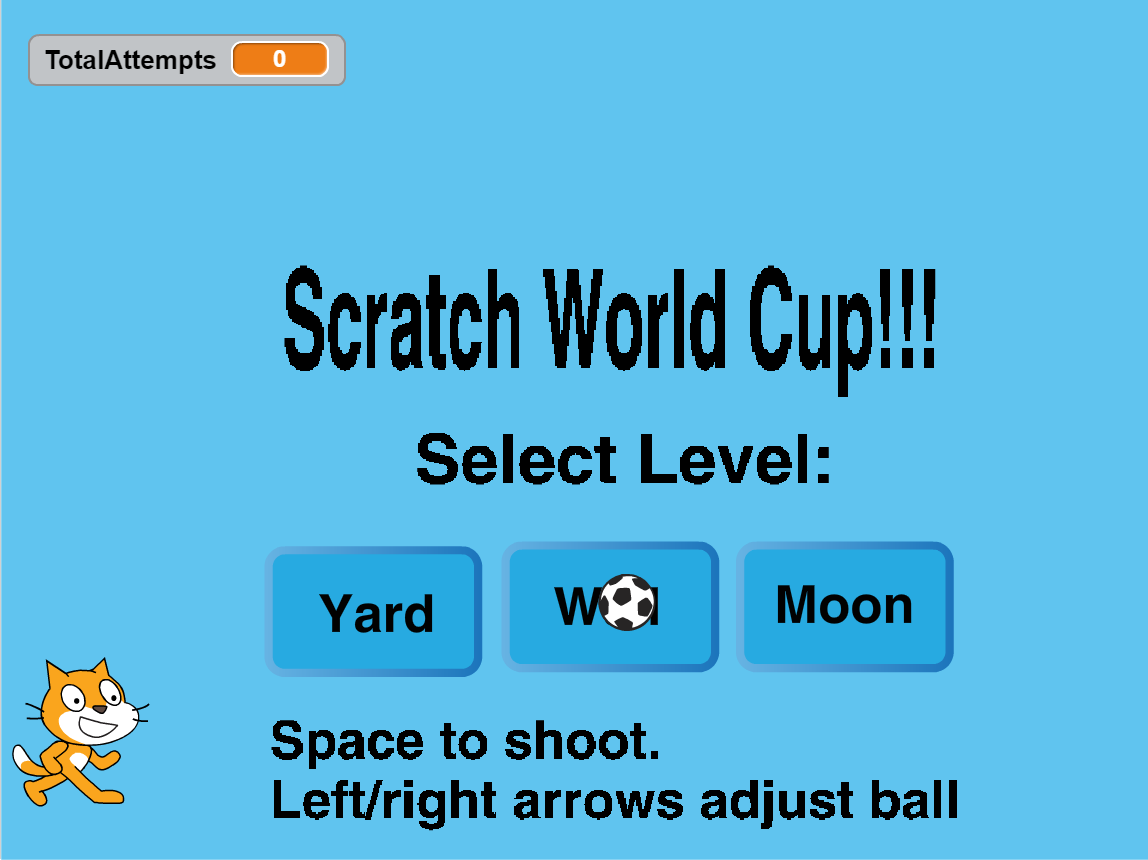 TotalAttempts 0
Scratch World Cup!!!
Select Level:
Yard
Moon
Space to shoot.
Left/right arrows adjust ball